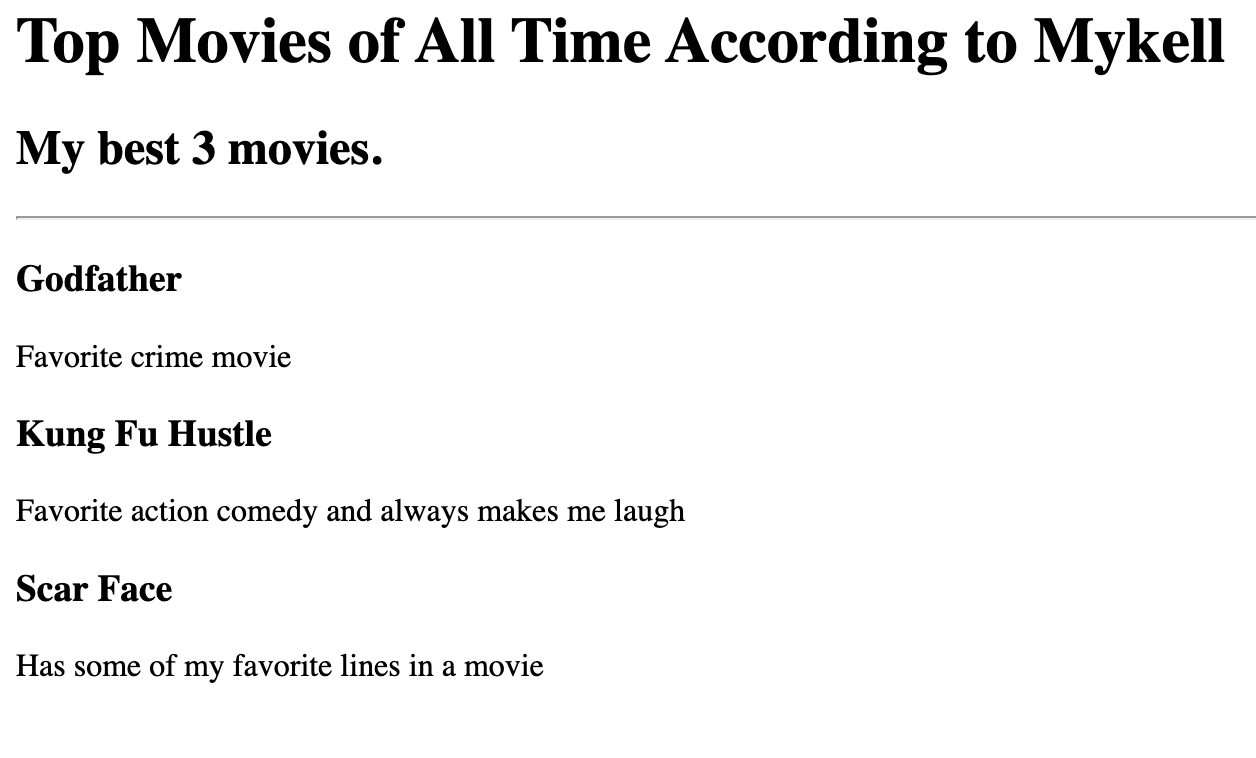 Top Movies of All Time According to Mykell
My best 3 movies.
Godfather
Favorite crime movie
Kung Fu Hustle
Favorite action comedy and always makes me laugh
Scar Face
Has some of my favorite lines in a movie